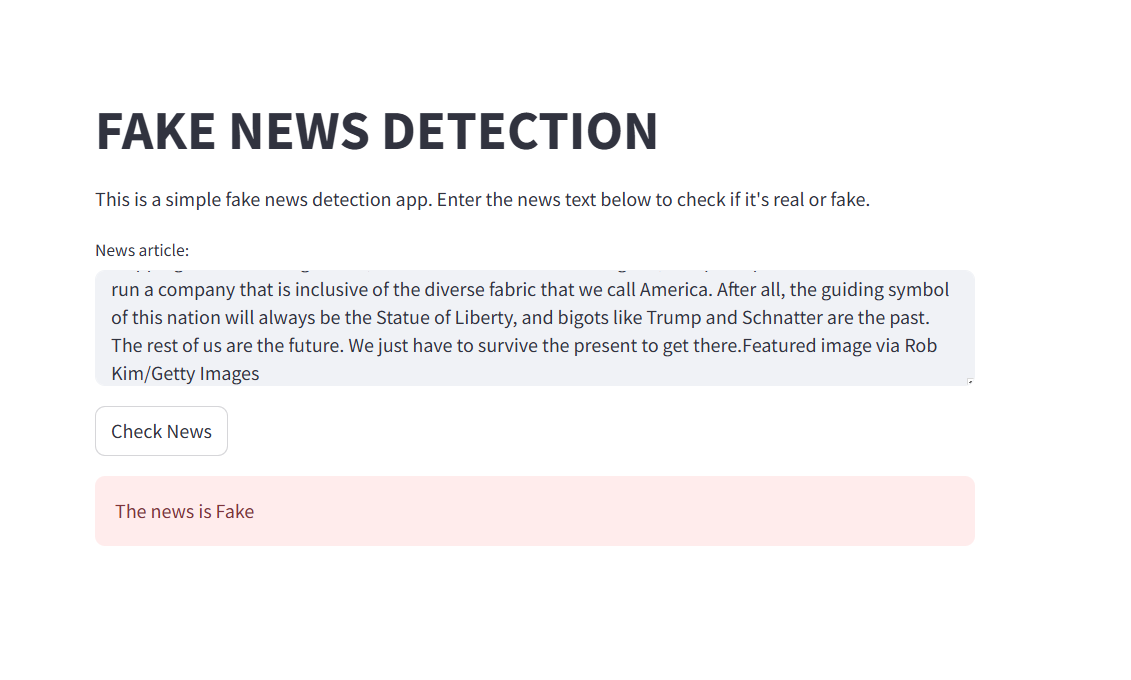 FAKE NEWS DETECTION
This is a simple fake news detection app. Enter the news text below to check if it's real or fake.
News article:
run a company that is inclusive of the diverse fabric that we call America. After all, the guiding symbol
of this nation will always be the Statue of Liberty, and bigots like Trump and Schnatter are the past.
The rest of us are the future. We just have to survive the present to get there.Featured image via Rob
Kim/Getty Images
Check News
The news is Fake